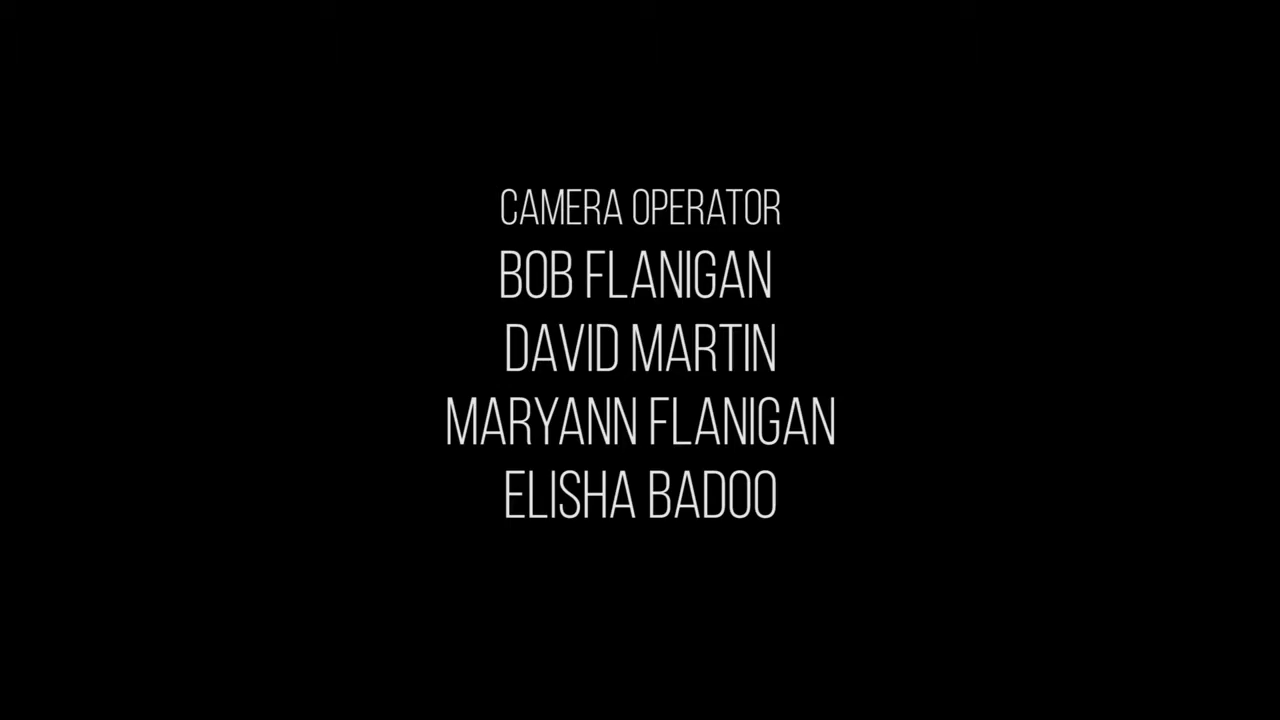 CAMERA OPERATOR
BOB FLANIGAN
DAVID MARTIN
MARYANN FLANIGAN
ELISHA BADOO